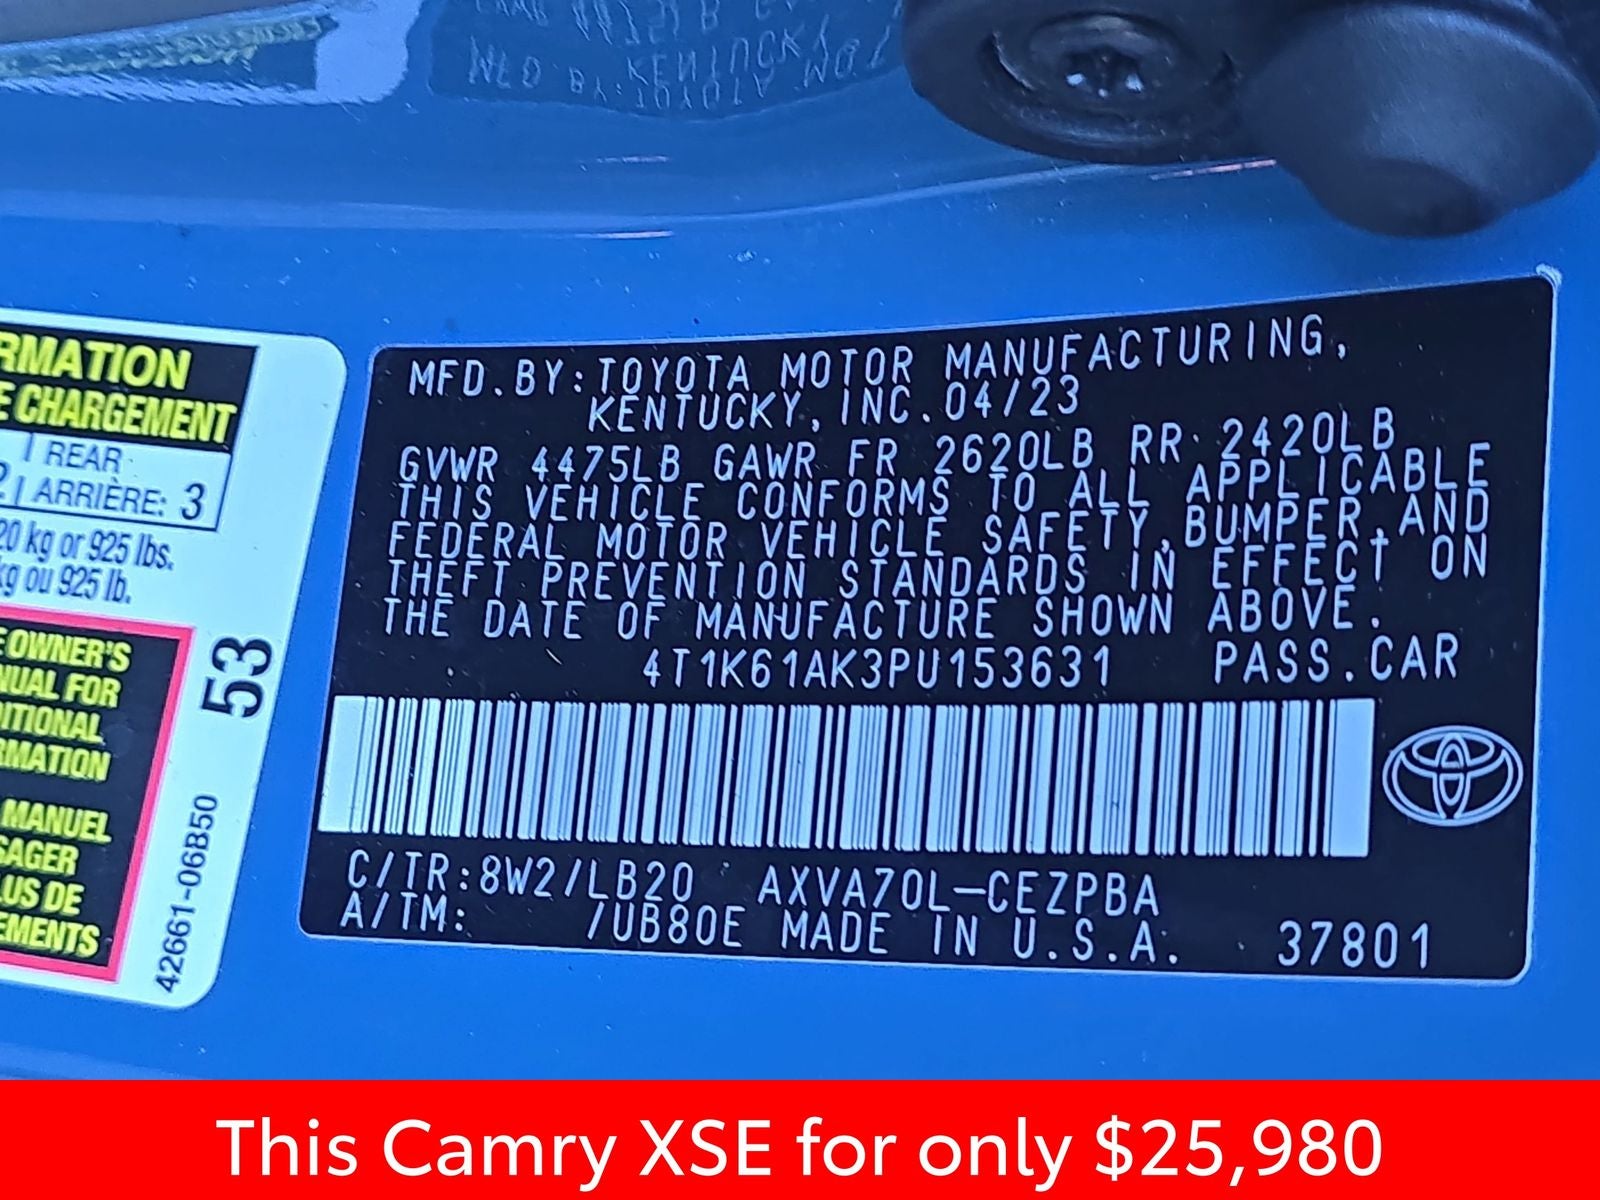 RMATION
E CHARGEMENT
REAR
ARRIÈRE: 3
20 kg or 925 lbs.
kg ou 925 lb.
E OWNER'S
NUAL FOR
DITIONAL
RMATION
MANUEL
SAGER
LUS DE
EMENTS
53
42661-06B50
MFD.BY:TOYOTA MOTOR MANUFACTURING,
KENTUCKY, INC.04/23
GVWR 4475LB GAWR FR 2620LB RR 2420LB
THIS VEHICLE CONFORMS TO ALL APPLICABLE
FEDERAL MOTOR VEHICLE SAFETY,BUMPER,AND
THEFT PREVENTION STANDARDS IN EFFECT ON
THE DATE OF MANUFACTURE SHOWN ABOVE.
4T1K61AK3PU153631 PASS.CAR
C/TR:8W2/LB20 AXVA70L-CEZPBA
A/TM: /UB80E MADE IN U.S.A. 37801
This Camry XSE for only $25,980